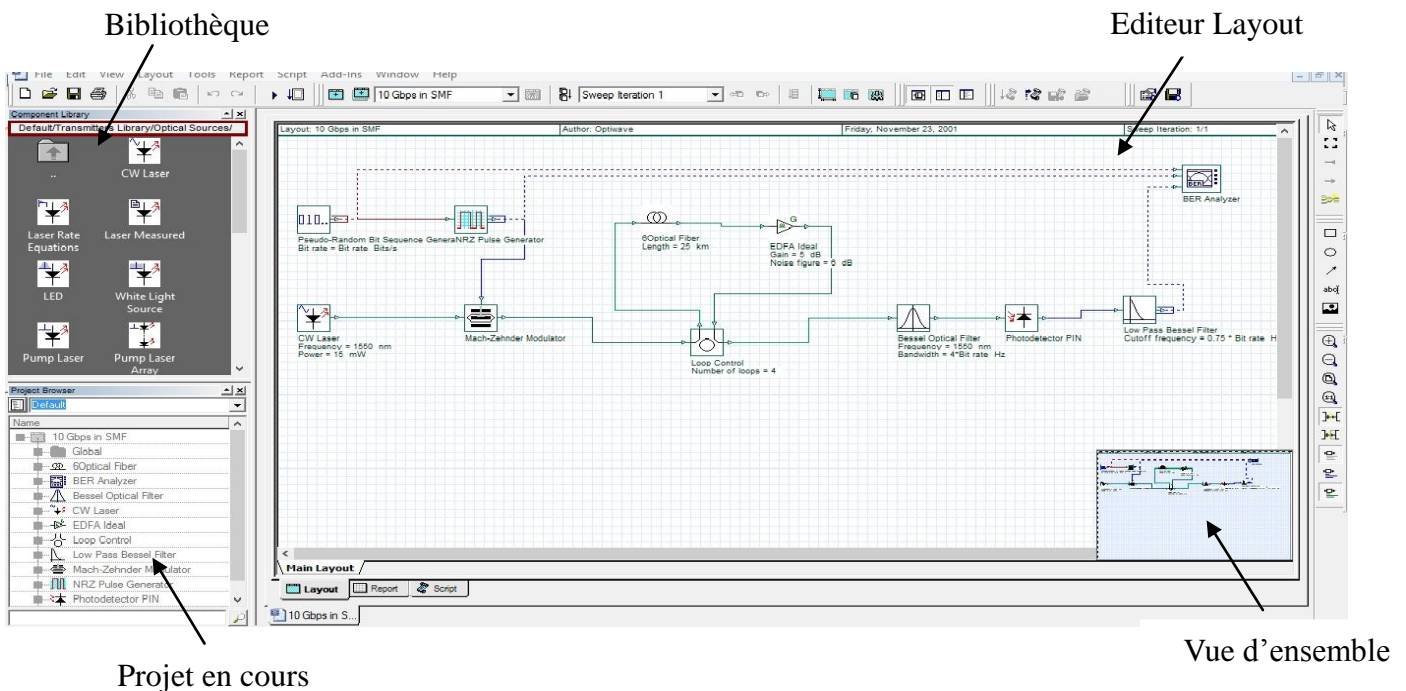 Bibliothèque
Editeur Layout
File Edit View Layout Tools Report Script Add-Ins Window Help
10 Gbps in SMF
Sweep Iteration 1
Component Library
Default/Transmitters Library/Optical Sources/
..
CW Laser
Laser Rate Equations
Laser Measured
LED
White Light Source
Pump Laser
Pump Laser Array
Project Browser
Default
Name
10 Gbps in SMF
Global
6Optical Fiber
BER Analyzer
Bessel Optical Filter
CW Laser
EDFA Ideal
Loop Control
Low Pass Bessel Filter
Mach-Zehnder Modulator
NRZ Pulse Generator
Photodetector PIN
Layout: 10 Gbps in SMF
Author: Optiwave
Friday, November 23, 2001
Sweep Iteration: 1/1
BER
BER Analyzer
010..
Pseudo-Random Bit Sequence Genera
Bit rate = Bit rate Bits/s
NRZ Pulse Generator
6Optical Fiber
Length = 25 km
G
EDFA Ideal
Gain = 5 dB
Noise figure = 6 dB
CW Laser
Frequency = 1550 nm
Power = 15 mW
Mach-Zehnder Modulator
Loop Control
Number of loops = 4
Bessel Optical Filter
Frequency = 1550 nm
Bandwidth = 4*Bit rate Hz
Photodetector PIN
Low Pass Bessel Filter
Cutoff frequency = 0.75 * Bit rate H
abc
Main Layout
Layout
Report
Script
10 Gbps in S...
Vue d’ensemble
Projet en cours